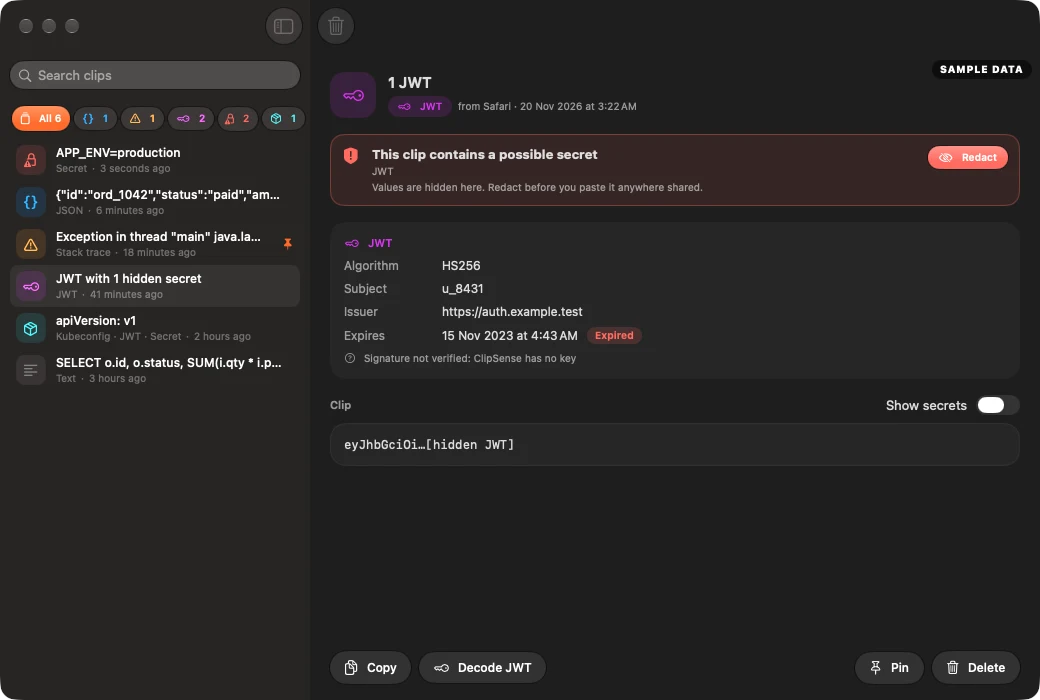 Search clips
All 6
1
1
2
2
1
APP_ENV=production
Secret · 3 seconds ago
{"id":"ord_1042","status":"paid","am...
JSON · 6 minutes ago
Exception in thread "main" java.la...
Stack trace · 18 minutes ago
JWT with 1 hidden secret
JWT · 41 minutes ago
apiVersion: v1
Kubeconfig · JWT · Secret · 2 hours ago
SELECT o.id, o.status, SUM(i.qty * i.p...
Text · 3 hours ago
SAMPLE DATA
1 JWT
JWT from Safari · 20 Nov 2026 at 3:22 AM
This clip contains a possible secret
JWT
Values are hidden here. Redact before you paste it anywhere shared.
Redact
JWT
Algorithm HS256
Subject u_8431
Issuer https://auth.example.test
Expires 15 Nov 2023 at 4:43 AM Expired
Signature not verified: ClipSense has no key
Clip Show secrets
eyJhbGciOi…[hidden JWT]
Copy Decode JWT Pin Delete